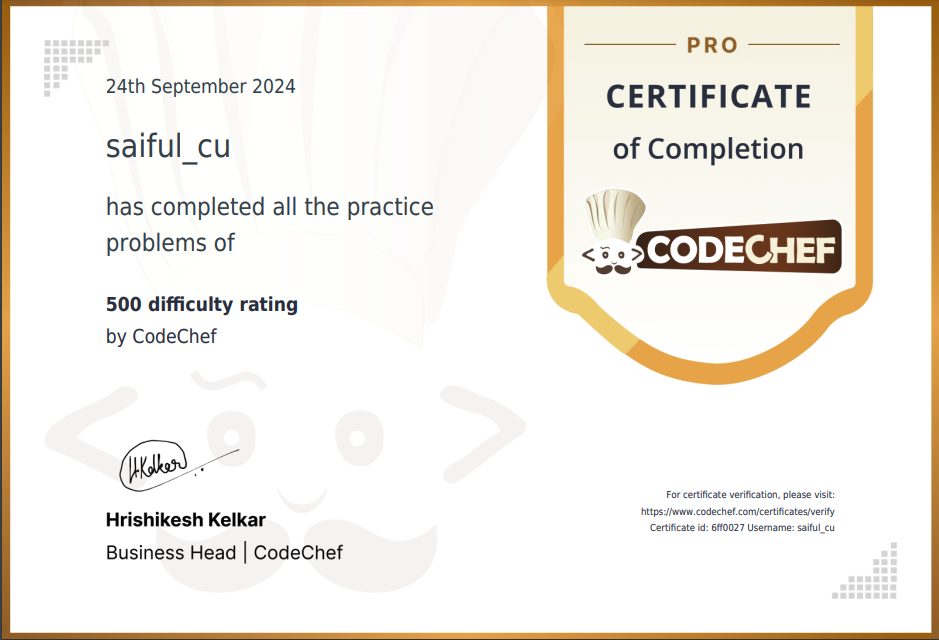 24th September 2024
saiful_cu
has completed all the practice
problems of
500 difficulty rating
by CodeChef
H.Kelkar
Hrishikesh Kelkar
Business Head | CodeChef
PRO
CERTIFICATE
of Completion
CODECHEF
For certificate verification, please visit:
https://www.codechef.com/certificates/verify
Certificate id: 6ff0027 Username: saiful_cu